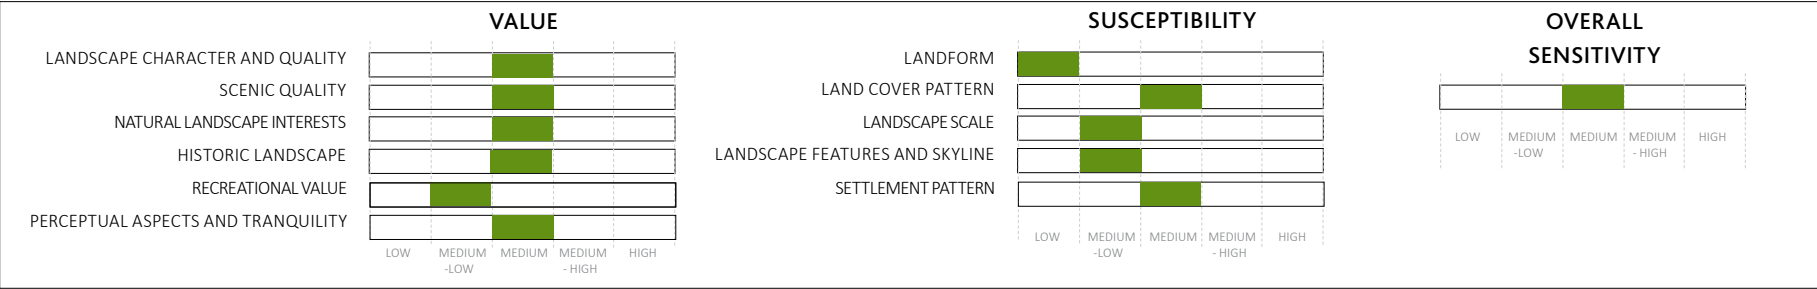 VALUE
LANDSCAPE CHARACTER AND QUALITY
SCENIC QUALITY
NATURAL LANDSCAPE INTERESTS
HISTORIC LANDSCAPE
RECREATIONAL VALUE
PERCEPTUAL ASPECTS AND TRANQUILITY
LOW MEDIUM MEDIUM MEDIUM HIGH
-LOW - HIGH
SUSCEPTIBILITY
LANDFORM
LAND COVER PATTERN
LANDSCAPE SCALE
LANDSCAPE FEATURES AND SKYLINE
SETTLEMENT PATTERN
LOW MEDIUM MEDIUM MEDIUM HIGH
-LOW - HIGH
OVERALL
SENSITIVITY
LOW MEDIUM MEDIUM MEDIUM HIGH
-LOW - HIGH